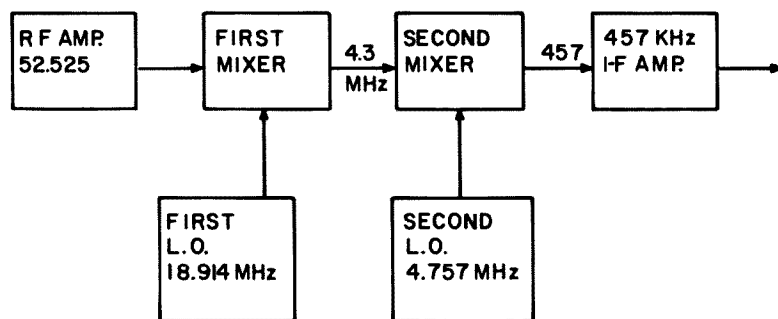 RF AMP.
52.525
FIRST
MIXER
4.3
MHz
SECOND
MIXER
457
457 KHz
I-F AMP.
FIRST
L.O.
18.914 MHz
SECOND
L.O.
4.757 MHz